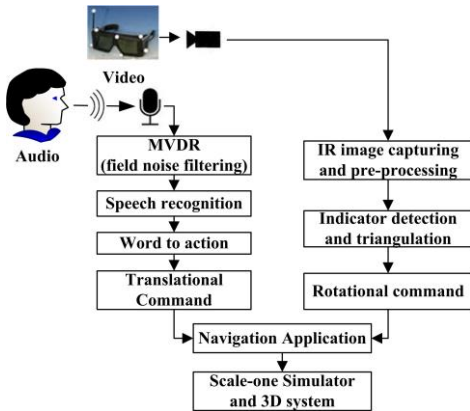 Video
Audio
MVDR
(field noise filtering)
Speech recognition
Word to action
Translational
Command
IR image capturing
and pre-processing
Indicator detection
and triangulation
Rotational command
Navigation Application
Scale-one Simulator
and 3D system